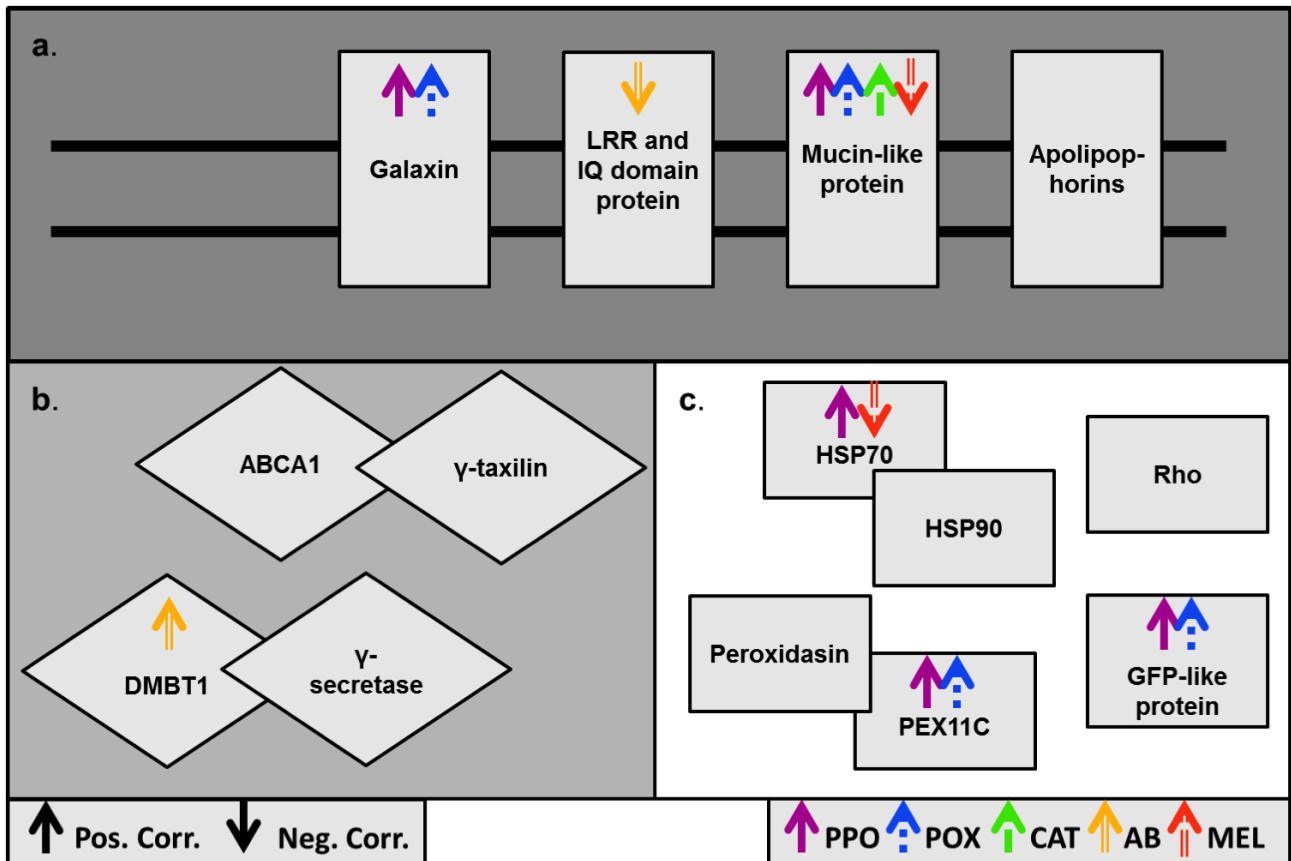 a.
Galaxin
LRR and
IQ domain
protein
Mucin-like
protein
Apolipop-
horins
b.
ABCA1
γ-taxilin
DMBT1
γ-
secretase
c.
HSP70
HSP90
Rho
Peroxidasin
PEX11C
GFP-like
protein
Pos. Corr.
Neg. Corr.
PPO
POX
CAT
AB
MEL